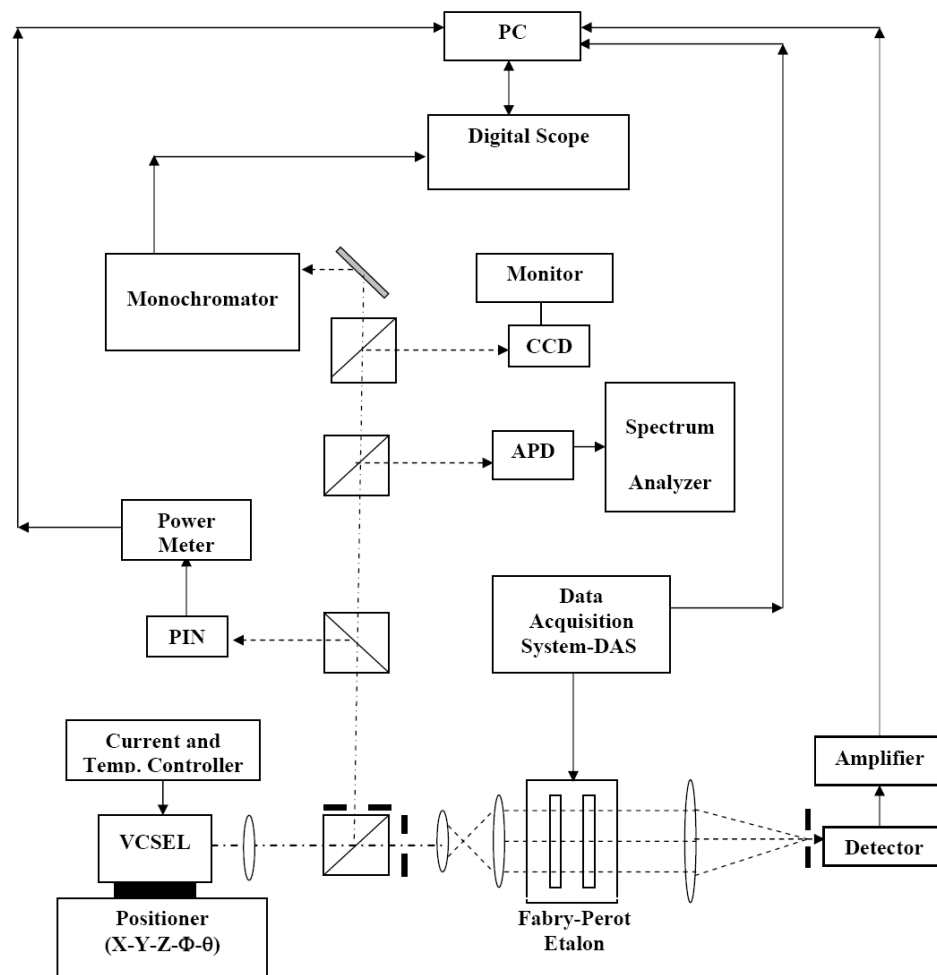 PC
Digital Scope
Monochromator
Monitor
CCD
APD
Spectrum
Analyzer
Power
Meter
PIN
Data
Acquisition
System-DAS
Current and
Temp. Controller
Amplifier
VCSEL
Detector
Positioner
(X-Y-Z-Φ-θ)
Fabry-Perot
Etalon